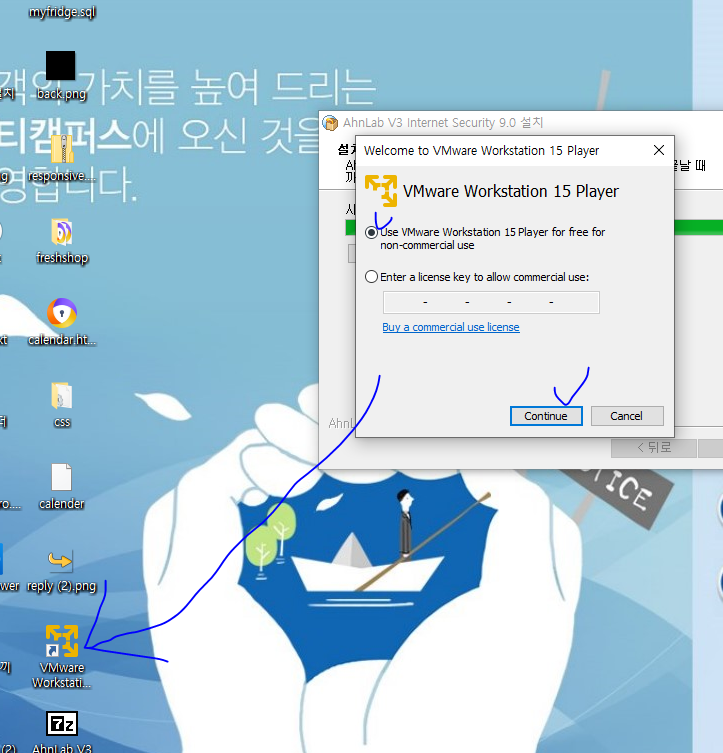 myfridge.sql
back.png
객의 가치를 높여 드리는
티캠퍼스에 오신 것을
영합니다.
responsive....
freshshop
calendar.ht...
css
calender
reply (2).png
VMware
Workstati...
AhnLab V3
AhnLab V3 Internet Security 9.0 설치
Welcome to VMware Workstation 15 Player
VMware Workstation 15 Player
Use VMware Workstation 15 Player for free for
non-commercial use
Enter a license key to allow commercial use:
- - - -
Buy a commercial use license
Continue
Cancel
AhnL
< 뒤로